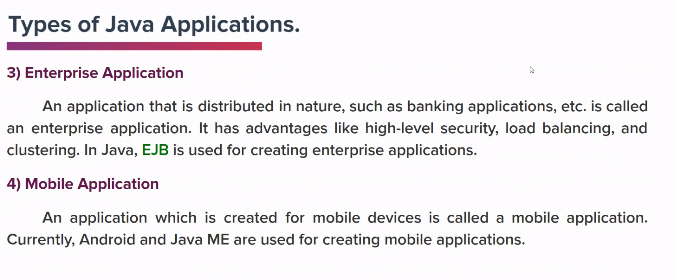 Types of Java Applications.
3) Enterprise Application
An application that is distributed in nature, such as banking applications, etc. is called
an enterprise application. It has advantages like high-level security, load balancing, and
clustering. In Java, EJB is used for creating enterprise applications.
4) Mobile Application
An application which is created for mobile devices is called a mobile application.
Currently, Android and Java ME are used for creating mobile applications.